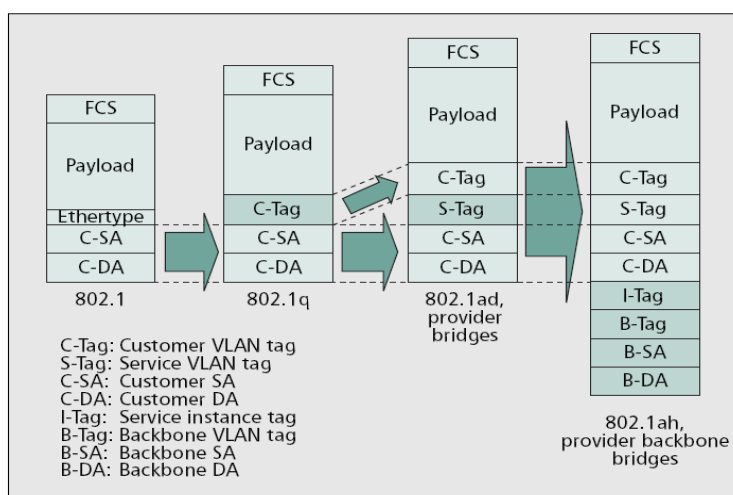 FCS
Payload
Ethertype
C-SA
C-DA
802.1
FCS
Payload
C-Tag
C-SA
C-DA
802.1q
FCS
Payload
C-Tag
S-Tag
C-SA
C-DA
802.1ad,
provider
bridges
FCS
Payload
C-Tag
S-Tag
C-SA
C-DA
I-Tag
B-Tag
B-SA
B-DA
802.1ah,
provider backbone
bridges
C-Tag: Customer VLAN tag
S-Tag: Service VLAN tag
C-SA: Customer SA
C-DA: Customer DA
I-Tag: Service instance tag
B-Tag: Backbone VLAN tag
B-SA: Backbone SA
B-DA: Backbone DA